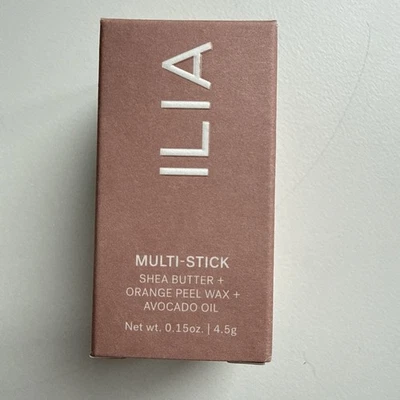 ILIA
MULTI-STICK
SHEA BUTTER +
ORANGE PEEL WAX +
AVOCADO OIL
Net wt. 0.15oz. | 4.5g